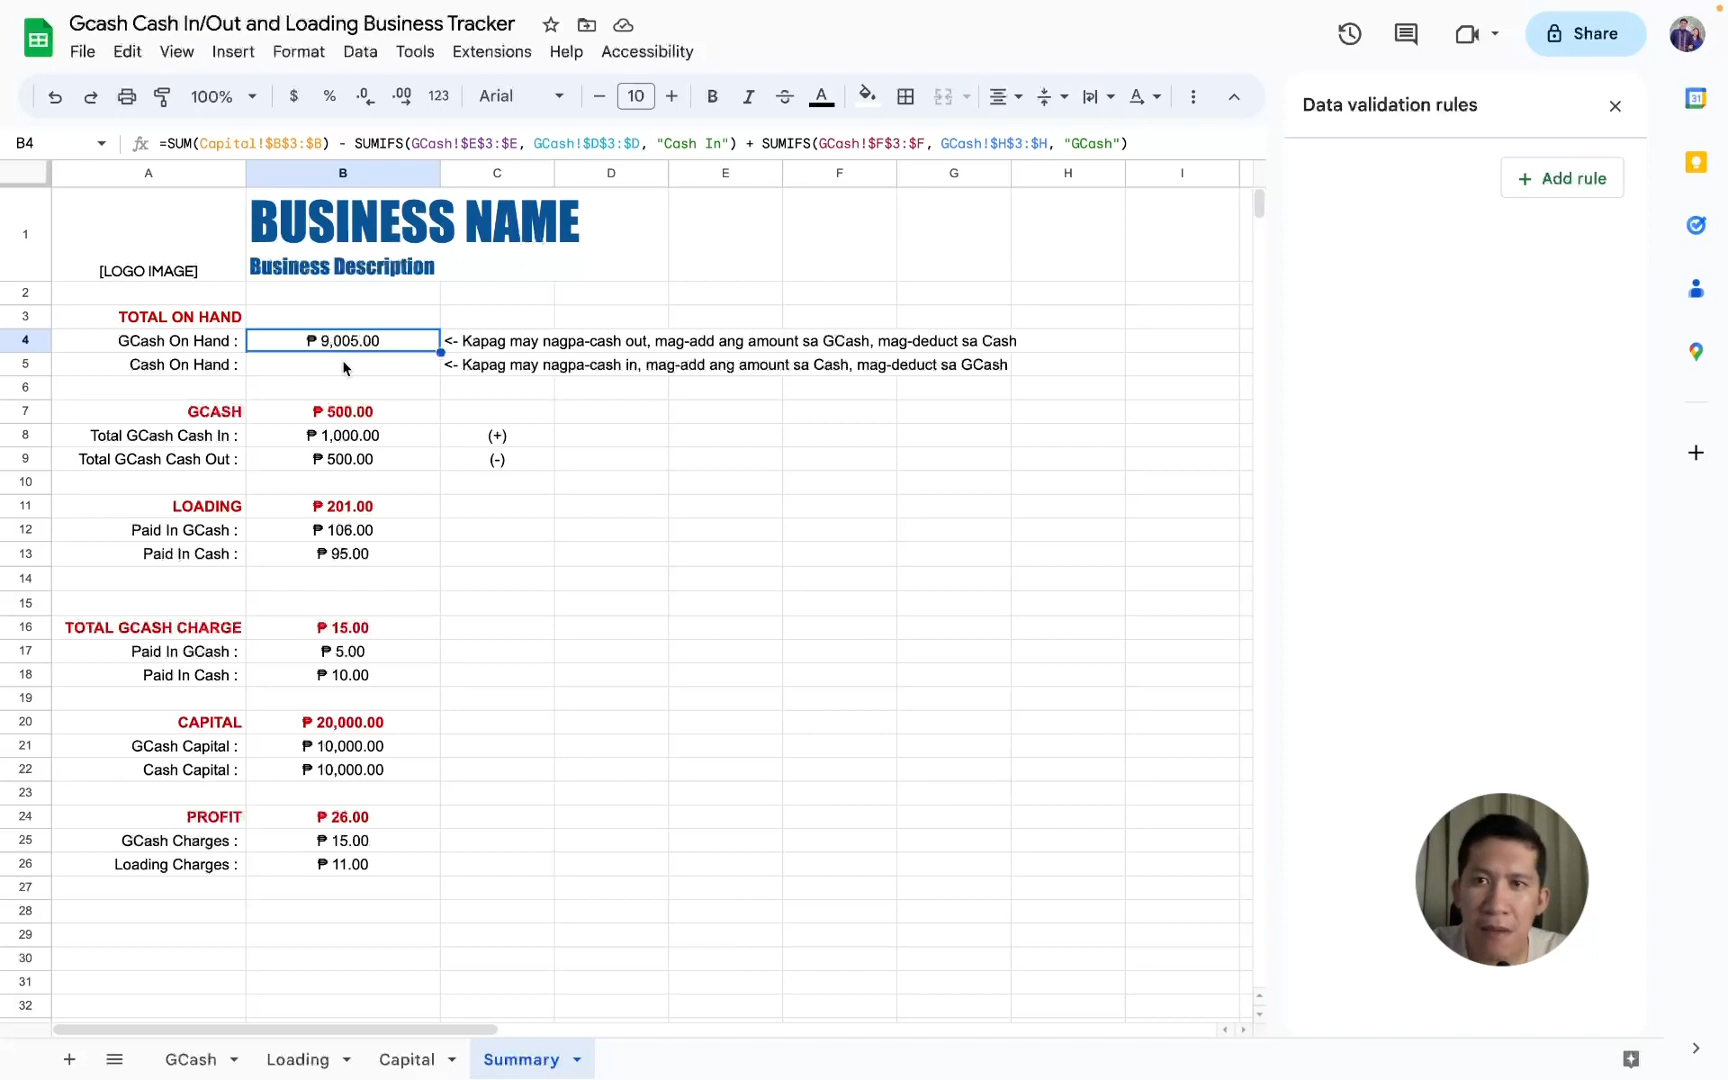 Gcash Cash In/Out and Loading Business Tracker
File Edit View Insert Format Data Tools Extensions Help Accessibility
Share
100% $ % .0 .00 123 Arial 10 B I S A A
Data validation rules
Add rule
B4 fx =SUM(Capital!$B$3:$B) - SUMIFS(GCash!$E$3:$E, GCash!$D$3:$D, "Cash In") + SUMIFS(GCash!$F$3:$F, GCash!$H$3:$H, "GCash")
A B C D E F G H I
1 BUSINESS NAME
[LOGO IMAGE] Business Description
2
3 TOTAL ON HAND
4 GCash On Hand : ₱ 9,005.00 <- Kapag may nagpa-cash out, mag-add ang amount sa GCash, mag-deduct sa Cash
5 Cash On Hand : <- Kapag may nagpa-cash in, mag-add ang amount sa Cash, mag-deduct sa GCash
6
7 GCASH ₱ 500.00
8 Total GCash Cash In : ₱ 1,000.00 (+)
9 Total GCash Cash Out : ₱ 500.00 (-)
10
11 LOADING ₱ 201.00
12 Paid In GCash : ₱ 106.00
13 Paid In Cash : ₱ 95.00
14
15
16 TOTAL GCASH CHARGE ₱ 15.00
17 Paid In GCash : ₱ 5.00
18 Paid In Cash : ₱ 10.00
19
20 CAPITAL ₱ 20,000.00
21 GCash Capital : ₱ 10,000.00
22 Cash Capital : ₱ 10,000.00
23
24 PROFIT ₱ 26.00
25 GCash Charges : ₱ 15.00
26 Loading Charges : ₱ 11.00
27
28
29
30
31
32
GCash Loading Capital Summary
31